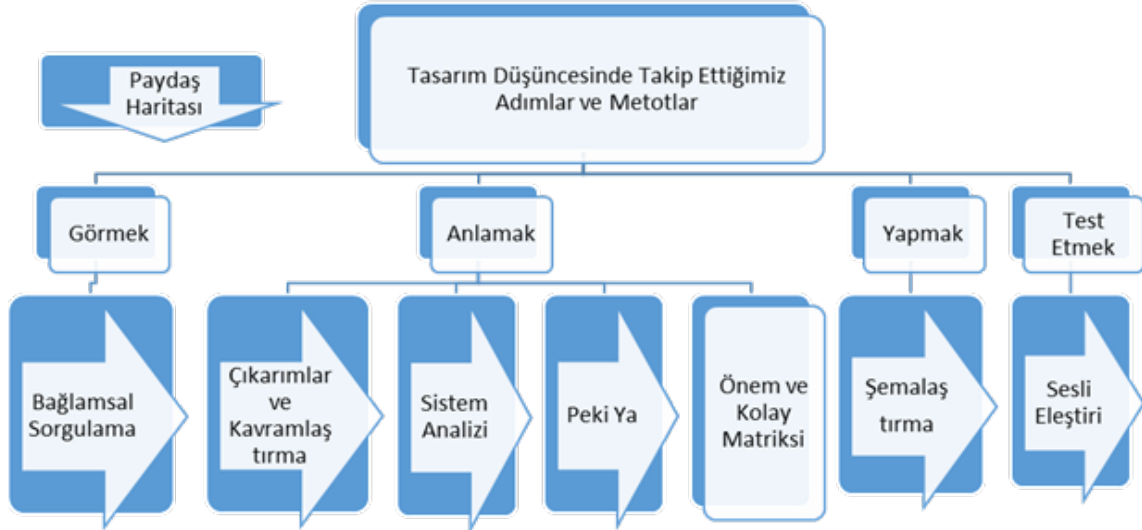 Tasarım Düşüncesinde Takip Ettiğimiz
Adımlar ve Metotlar
Paydaş
Haritası
Görmek
Anlamak
Yapmak
Test
Etmek
Bağlamsal
Sorgulama
Çıkarımlar
ve
Kavramlaş
tırma
Sistem
Analizi
Peki Ya
Önem ve
Kolay
Matriksi
Şemalaş
tırma
Sesli
Eleştiri